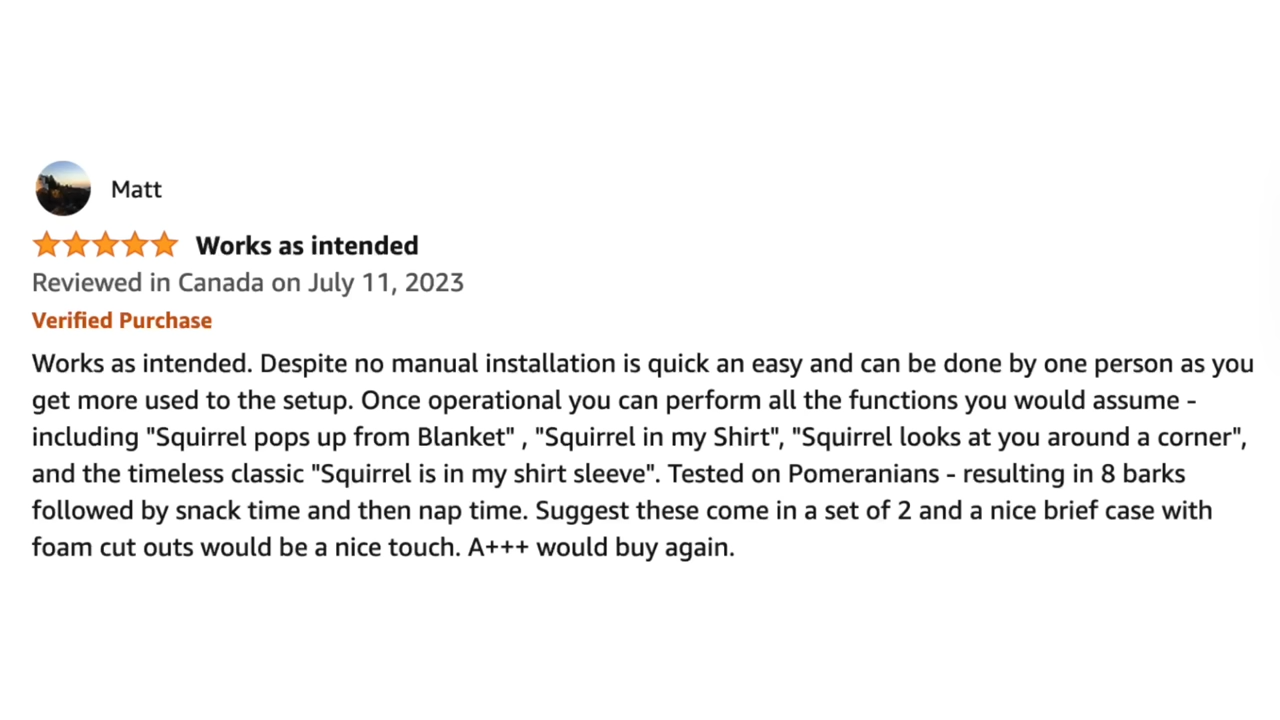 Matt
Works as intended
Reviewed in Canada on July 11, 2023
Verified Purchase
Works as intended. Despite no manual installation is quick an easy and can be done by one person as you
get more used to the setup. Once operational you can perform all the functions you would assume -
including "Squirrel pops up from Blanket" , "Squirrel in my Shirt", "Squirrel looks at you around a corner",
and the timeless classic "Squirrel is in my shirt sleeve". Tested on Pomeranians - resulting in 8 barks
followed by snack time and then nap time. Suggest these come in a set of 2 and a nice brief case with
foam cut outs would be a nice touch. A+++ would buy again.